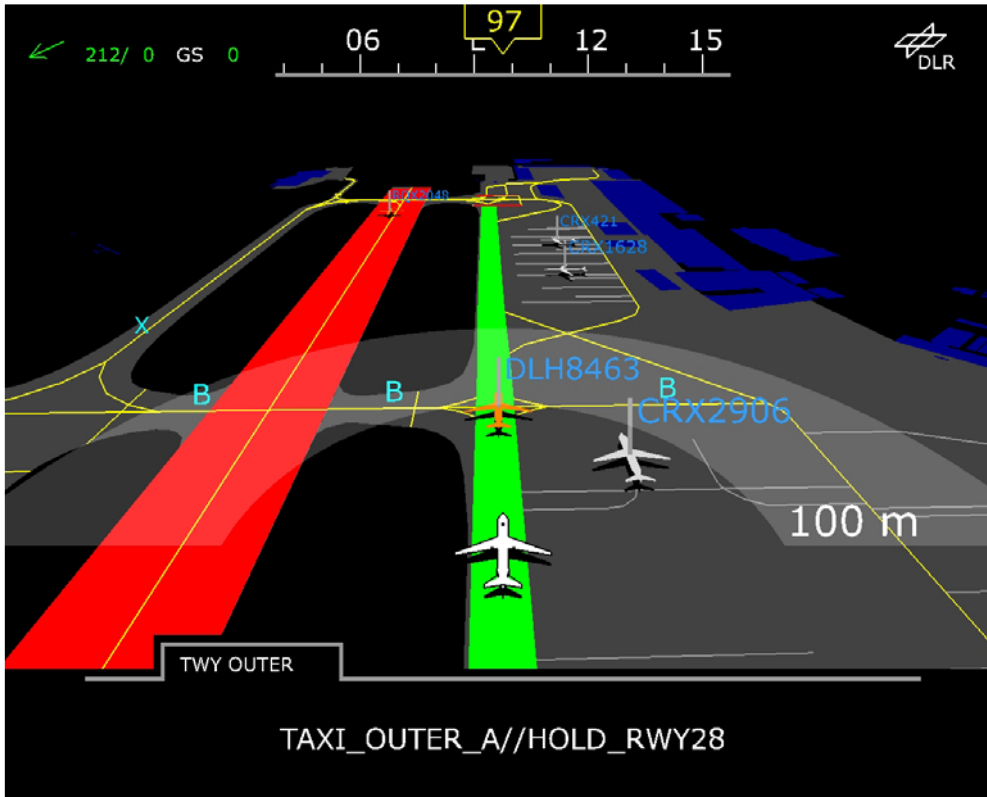 97
06
12
15
212/ 0 GS 0
DLR
CRX421
CRX1628
X
DLH8463
B
B
B
CRX2906
100 m
TWY OUTER
TAXI_OUTER_A//HOLD_RWY28